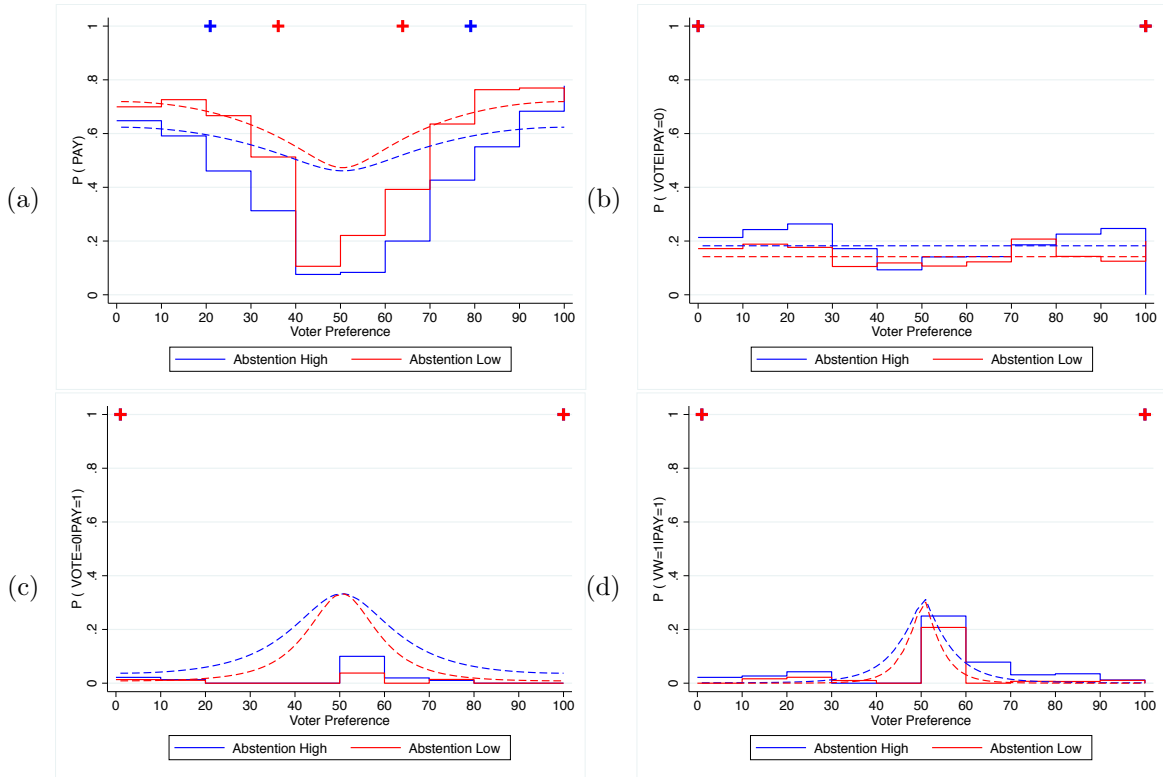 (a)
P ( PAY)
1
.8
.6
.4
.2
0
0 10 20 30 40 50 60 70 80 90 100
Voter Preference
Abstention High Abstention Low
(b)
P ( VOTE|PAY=0)
1
.8
.6
.4
.2
0
0 10 20 30 40 50 60 70 80 90 100
Voter Preference
Abstention High Abstention Low
(c)
P ( VOTE=0|PAY=1)
1
.8
.6
.4
.2
0
0 10 20 30 40 50 60 70 80 90 100
Voter Preference
Abstention High Abstention Low
(d)
P ( VW=1|PAY=1)
1
.8
.6
.4
.2
0
0 10 20 30 40 50 60 70 80 90 100
Voter Preference
Abstention High Abstention Low